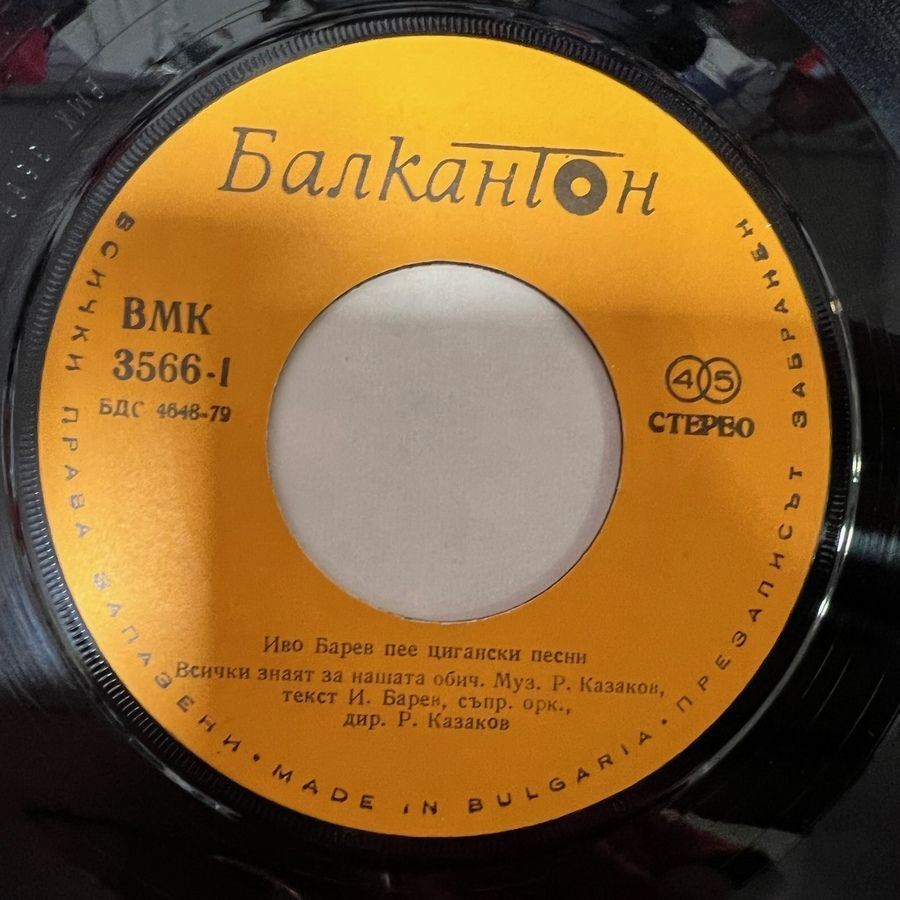 Балкантон
ВМК
3566-I
БДС 4648-79
45
СТЕРЕО
Иво Барев пее цигански песни
Всички знаят за нашата обич. Муз. Р. Казаков,
текст И. Барев, съпр. орк.,
дир. Р. Казаков
ВСИЧКИ ПРАВА ЗАПАЗЕНИ • MADE IN BULGARIA • ПРЕЗАПИСЪТ ЗАБРАНЕН